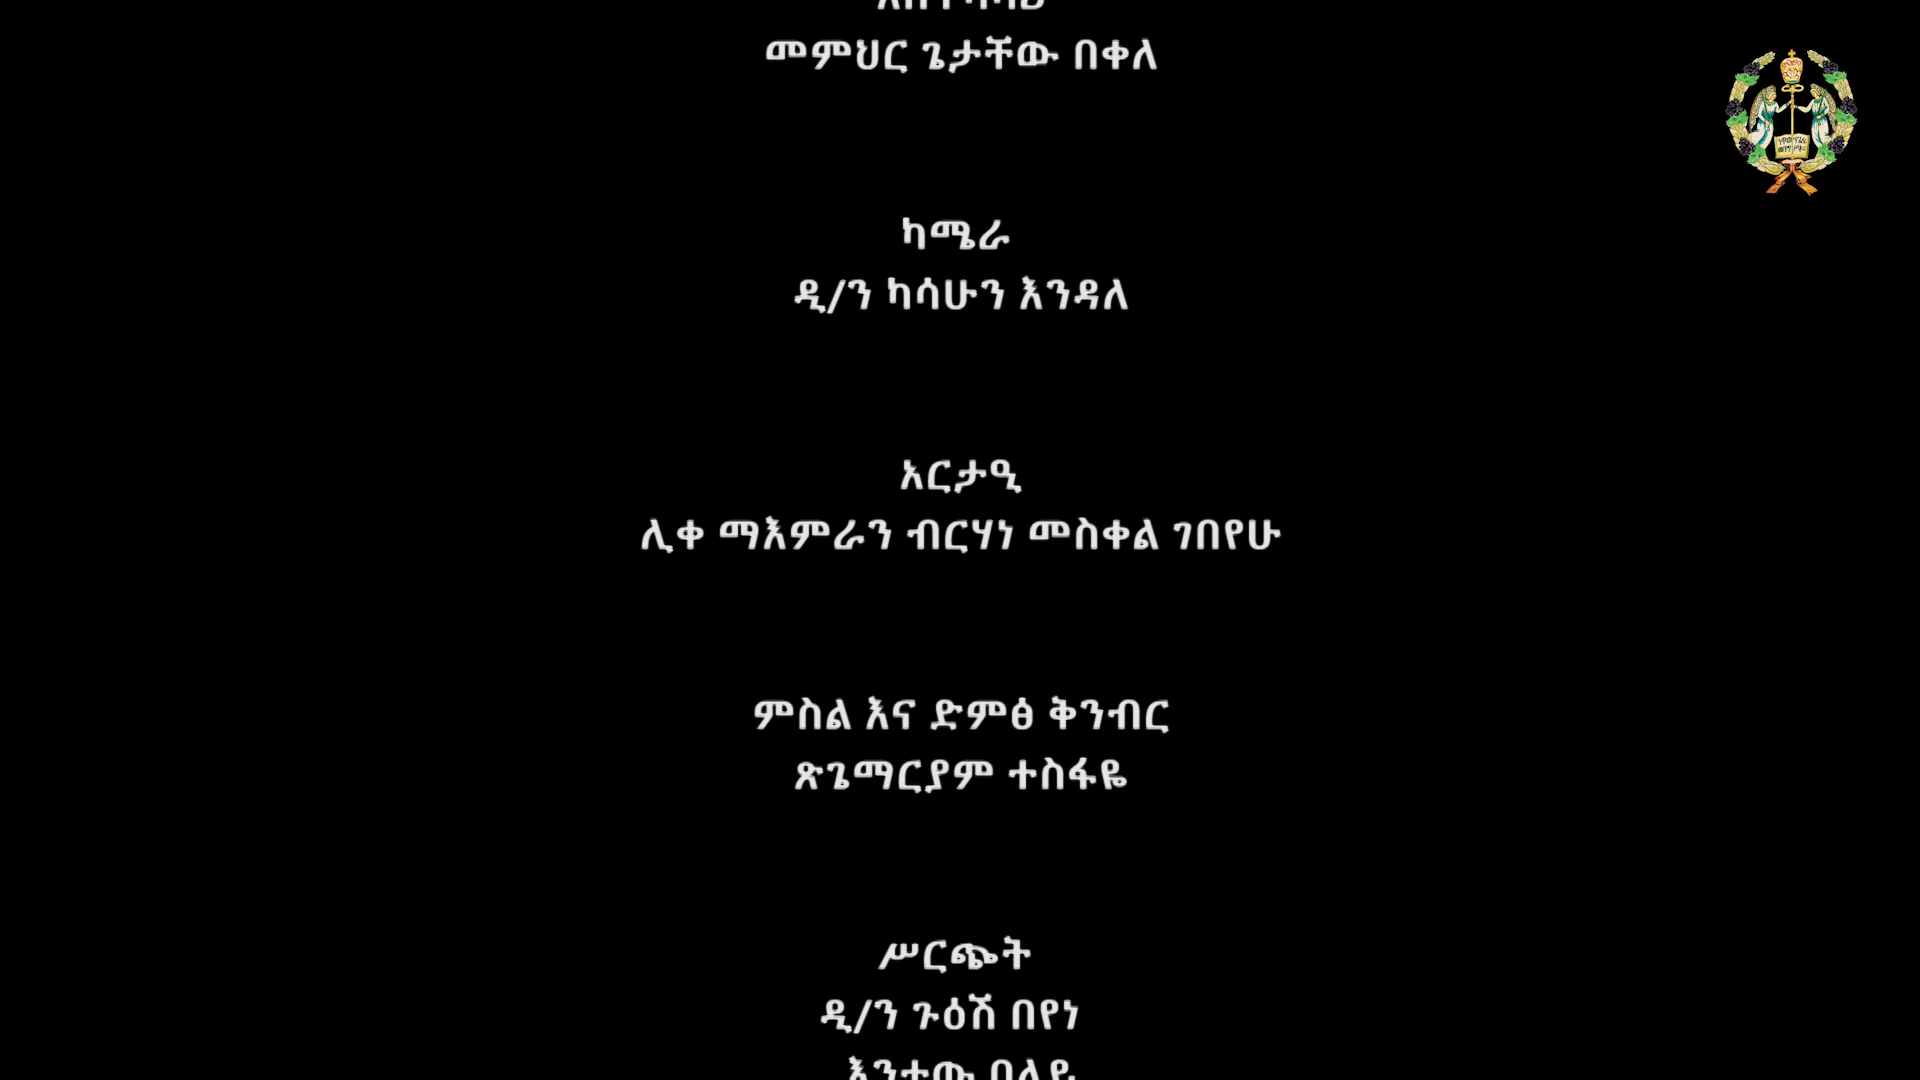 መምህር ጌታቸው በቀለ
ካሜራ
ዲ/ን ካሳሁን እንዳለ
አርታዒ
ሊቀ ማእምራን ብርሃነ መስቀል ገበየሁ
ምስል እና ድምፅ ቅንብር
ጽጌማርያም ተስፋዬ
ሥርጭት
ዲ/ን ጉዕሽ በየነ